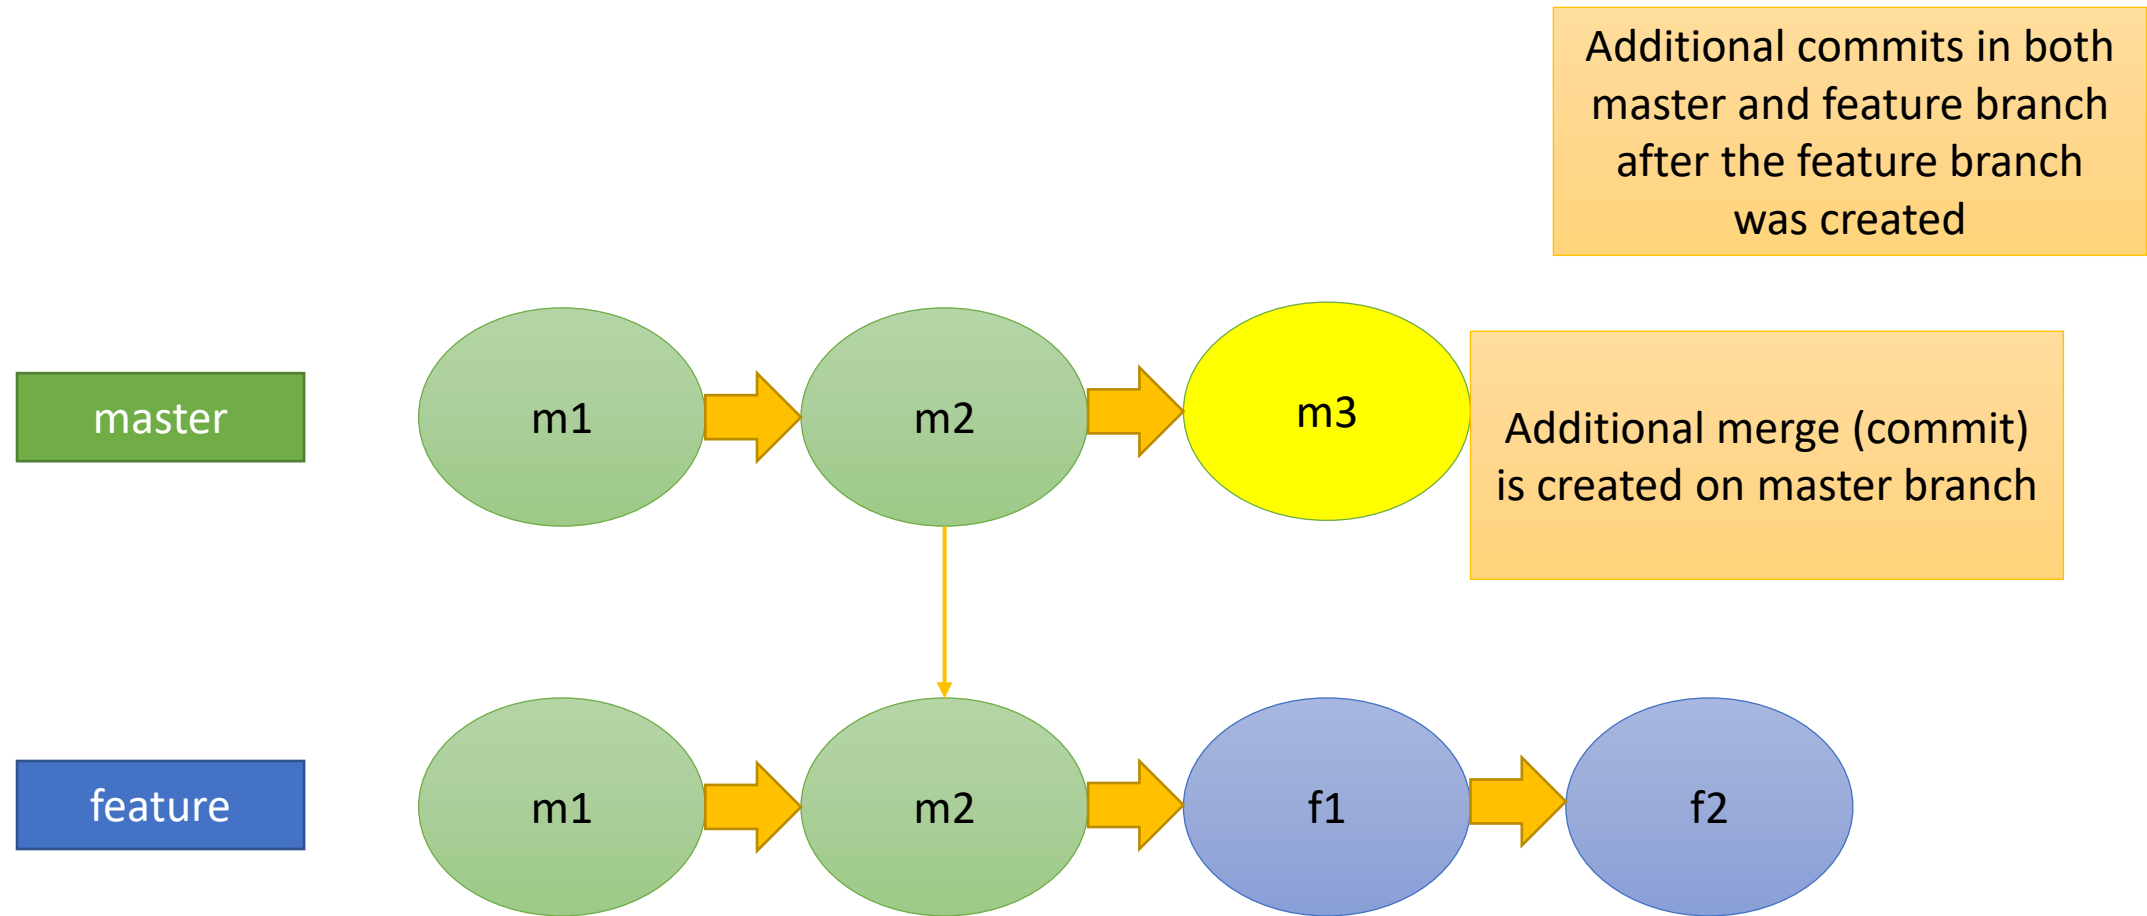 Additional commits in both
master and feature branch
after the feature branch
was created
master
m1
m2
m3
Additional merge (commit)
is created on master branch
feature
m1
m2
f1
f2